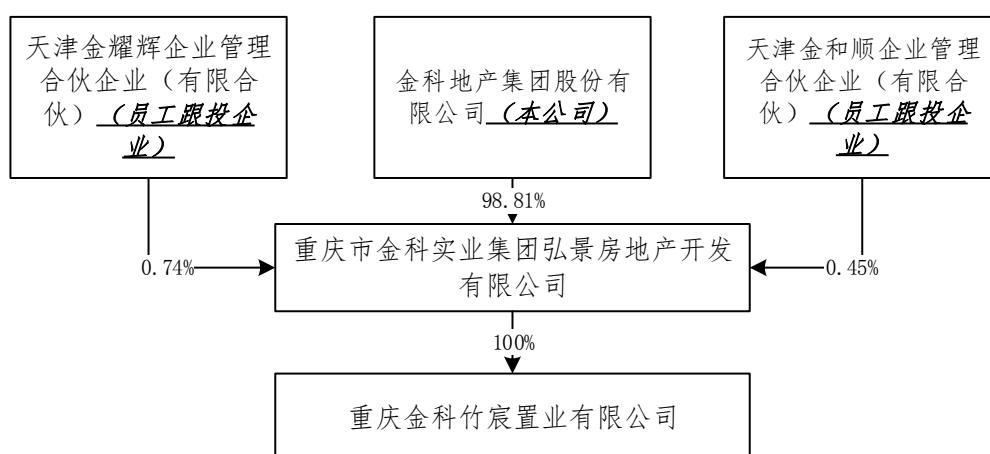 天津金耀辉企业管理
合伙企业（有限合
伙）（员工跟投企
业）
金科地产集团股份有
限公司（本公司）
天津金和顺企业管理
合伙企业（有限合
伙）（员工跟投企
业）
98.81%
0.74%
重庆市金科实业集团弘景房地产开发
有限公司
0.45%
100%
重庆金科竹宸置业有限公司